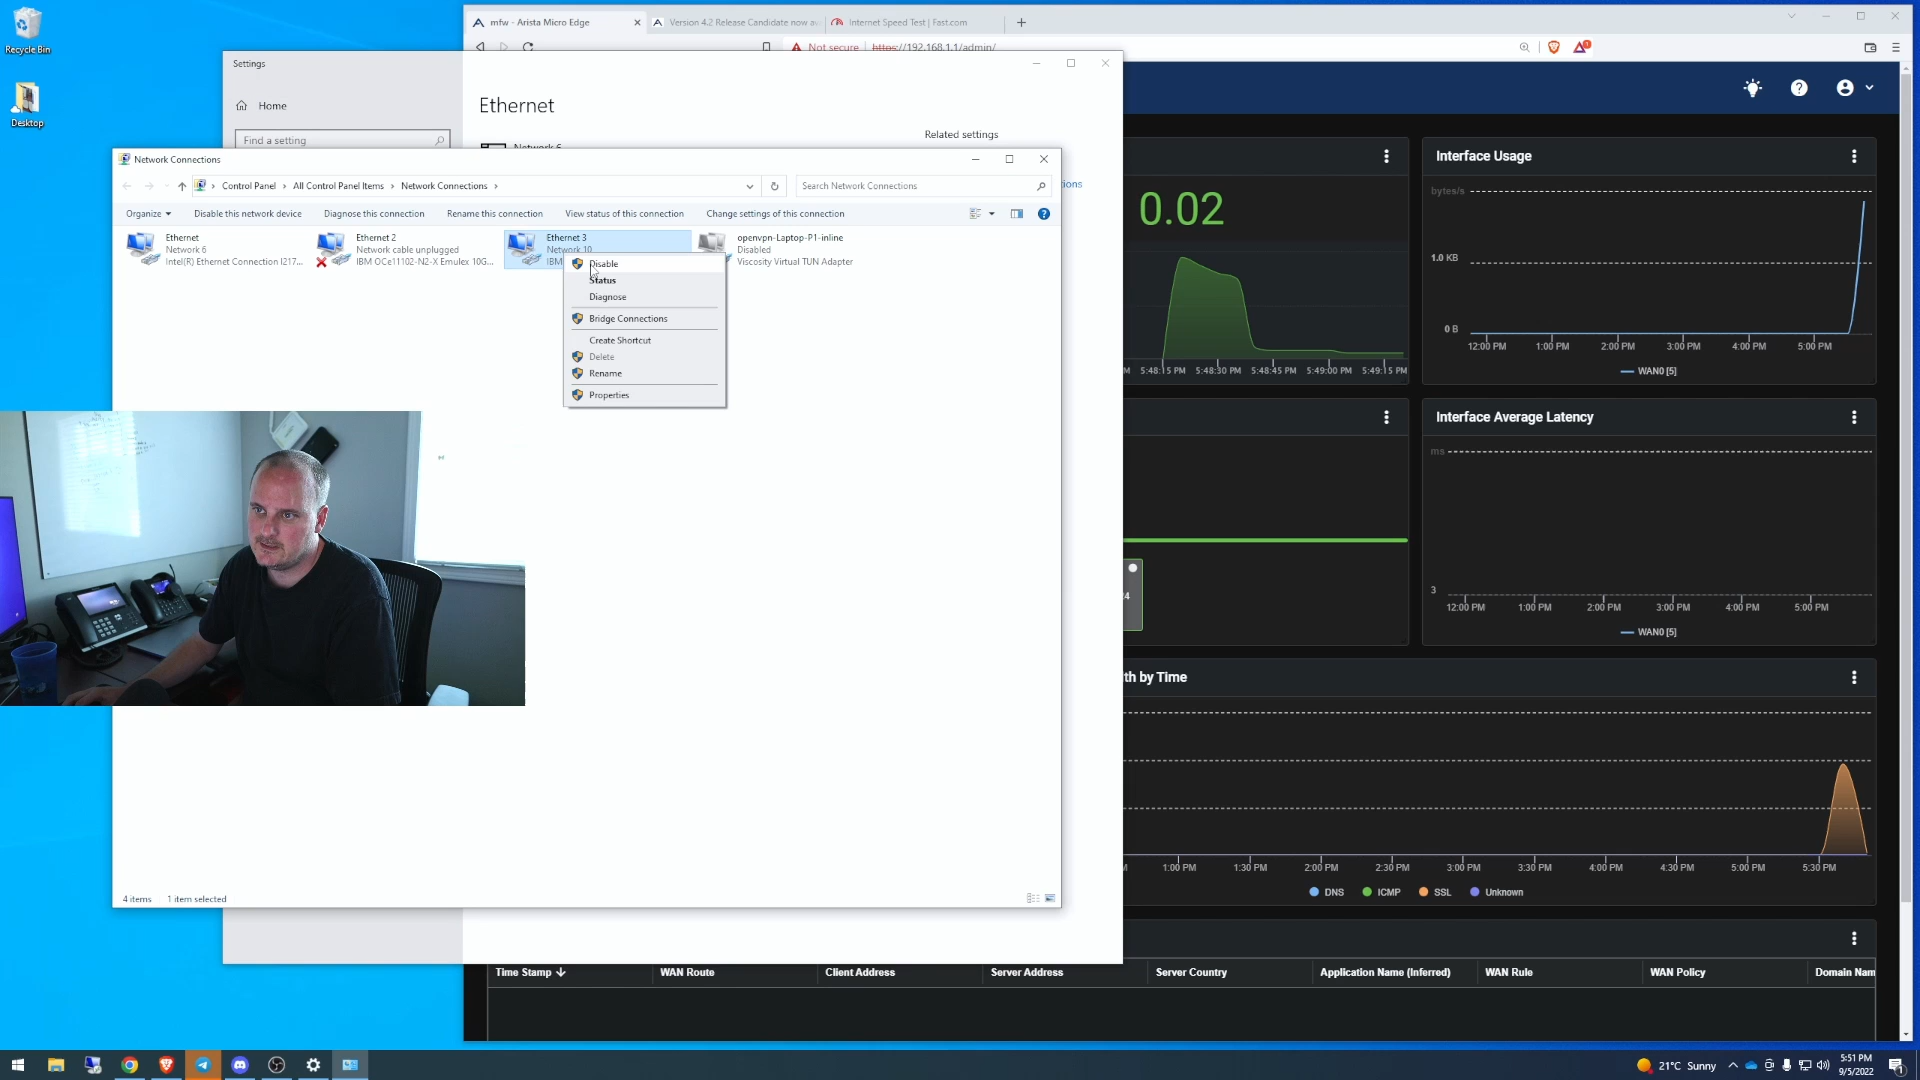 Recycle Bin
Desktop
mfw - Arista Micro Edge
Version 4.2 Release Candidate now av
Internet Speed Test | Fast.com
Not secure
https://192.168.1.1/admin/
Settings
Home
Find a setting
Ethernet
Related settings
Network Connections
Control Panel > All Control Panel Items > Network Connections >
Search Network Connections
ions
Organize
Disable this network device
Diagnose this connection
Rename this connection
View status of this connection
Change settings of this connection
Ethernet
Network 6
Intel(R) Ethernet Connection I217...
Ethernet 2
Network cable unplugged
IBM OCe11102-N2-X Emulex 10G...
Ethernet 3
Network 10
IBM
openvpn-Laptop-P1-inline
Disabled
Viscosity Virtual TUN Adapter
Disable
Status
Diagnose
Bridge Connections
Create Shortcut
Delete
Rename
Properties
4 items
1 item selected
0.02
5:48:15 PM 5:48:30 PM 5:48:45 PM 5:49:00 PM 5:49:15 PM
Interface Usage
bytes/s
1.0 KB
0 B
12:00 PM 1:00 PM 2:00 PM 3:00 PM 4:00 PM 5:00 PM
WAN0 [5]
24
Interface Average Latency
ms
3
12:00 PM 1:00 PM 2:00 PM 3:00 PM 4:00 PM 5:00 PM
WAN0 [5]
th by Time
1:00 PM 1:30 PM 2:00 PM 2:30 PM 3:00 PM 3:30 PM 4:00 PM 4:30 PM 5:00 PM 5:30 PM
DNS ICMP SSL Unknown
Time Stamp WAN Route Client Address Server Address Server Country Application Name (Inferred) WAN Rule WAN Policy Domain Nam
21°C Sunny
5:51 PM
9/5/2022